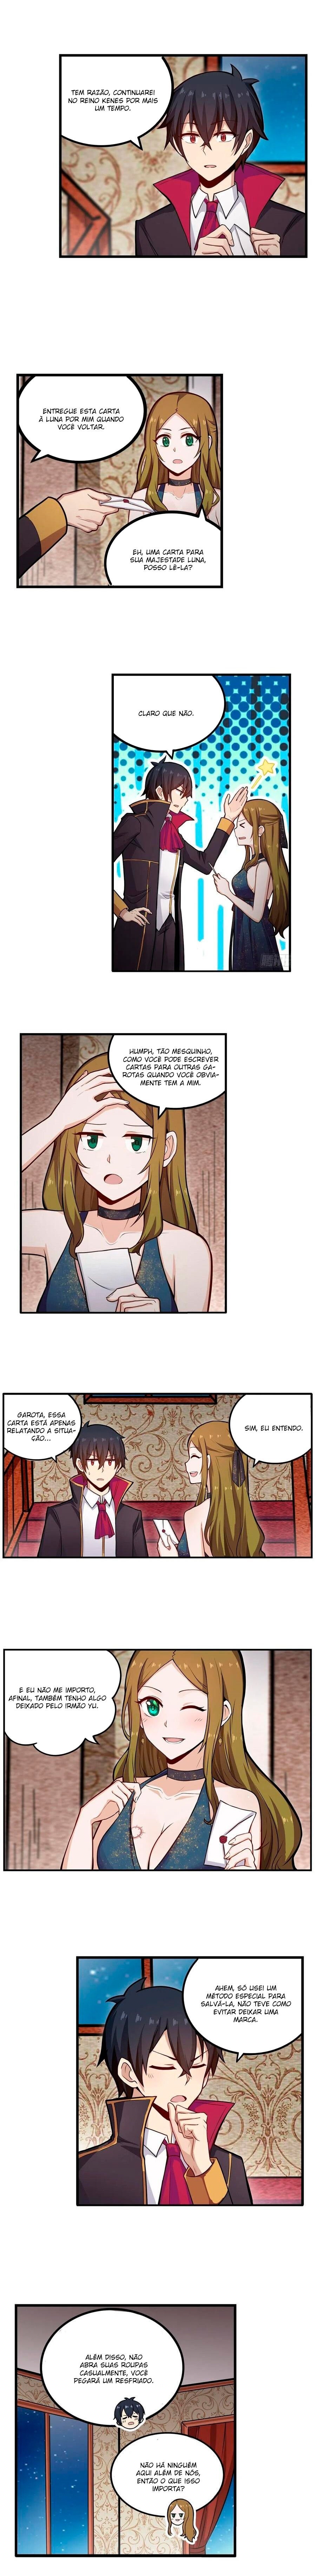 TEM RAZÃO, CONTINUAREI
NO REINO KENES POR MAIS
UM TEMPO.
ENTREGUE ESTA CARTA
À LUNA POR MIM QUANDO
VOCÊ VOLTAR.
EH, UMA CARTA PARA
SUA MAJESTADE LUNA,
POSSO LÊ-LA?
CLARO QUE NÃO.
HUMPH, TÃO MESQUINHO,
COMO VOCÊ PODE ESCREVER
CARTAS PARA OUTRAS GA-
ROTAS QUANDO VOCÊ OBVIA-
MENTE TEM A MIM.
GAROTA, ESSA
CARTA ESTÁ APENAS
RELATANDO A SITUA-
ÇÃO...
SIM, EU ENTENDO.
E EU NÃO ME IMPORTO,
AFINAL, TAMBÉM TENHO ALGO
DEIXADO PELO IRMÃO YU.
AHEM, SÓ USEI UM
MÉTODO ESPECIAL PARA
SALVÁ-LA, NÃO TEVE COMO
EVITAR DEIXAR UMA
MARCA.
ALÉM DISSO, NÃO
ABRA SUAS ROUPAS
CASUALMENTE, VOCÊ
PEGARÁ UM RESFRIADO.
NÃO HÁ NINGUÉM
AQUI ALÉM DE NÓS,
ENTÃO O QUE ISSO
IMPORTA?